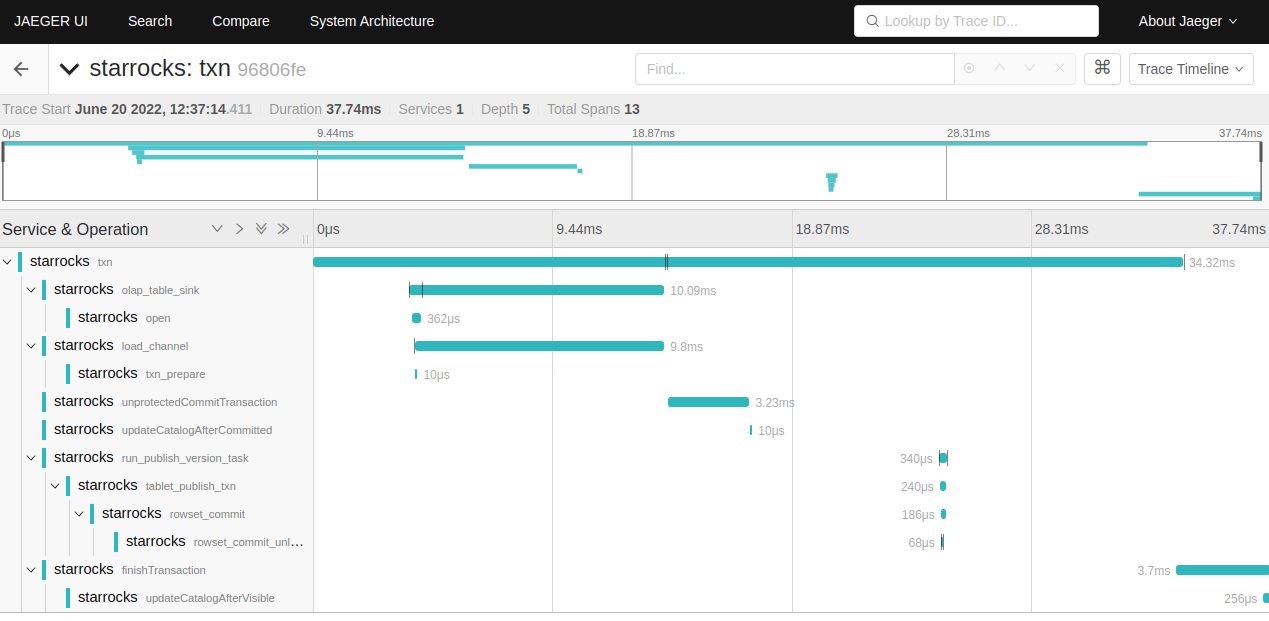 JAEGER UI Search Compare System Architecture Lookup by Trace ID... About Jaeger
starrocks: txn 96806fe Find... ⌘ Trace Timeline
Trace Start June 20 2022, 12:37:14.411 Duration 37.74ms Services 1 Depth 5 Total Spans 13
0μs 9.44ms 18.87ms 28.31ms 37.74ms
Service & Operation 0μs 9.44ms 18.87ms 28.31ms 37.74ms
starrocks txn 34.32ms
starrocks olap_table_sink 10.09ms
starrocks open 362μs
starrocks load_channel 9.8ms
starrocks txn_prepare 10μs
starrocks unprotectedCommitTransaction 3.23ms
starrocks updateCatalogAfterCommitted 10μs
starrocks run_publish_version_task 340μs
starrocks tablet_publish_txn 240μs
starrocks rowset_commit 186μs
starrocks rowset_commit_unl... 68μs
starrocks finishTransaction 3.7ms
starrocks updateCatalogAfterVisible 256μs